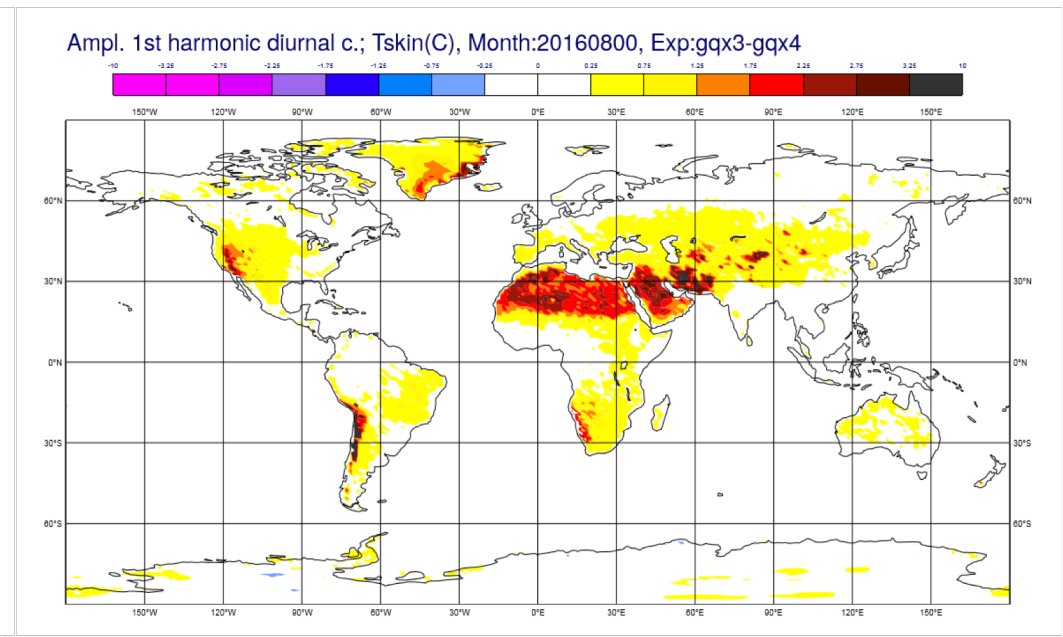 Ampl. 1st harmonic diurnal c.; Tskin(C), Month:20160800, Exp:gqx3-gqx4
-10 -3.25 -2.75 -2.25 -1.75 -1.25 -0.75 -0.25 0 0.25 0.75 1.25 1.75 2.25 2.75 3.25 10
150°W 120°W 90°W 60°W 30°W 0°E 30°E 60°E 90°E 120°E 150°E
60°N 60°N
30°N 30°N
0°N 0°N
30°S 30°S
60°S 60°S
150°W 120°W 90°W 60°W 30°W 0°E 30°E 60°E 90°E 120°E 150°E